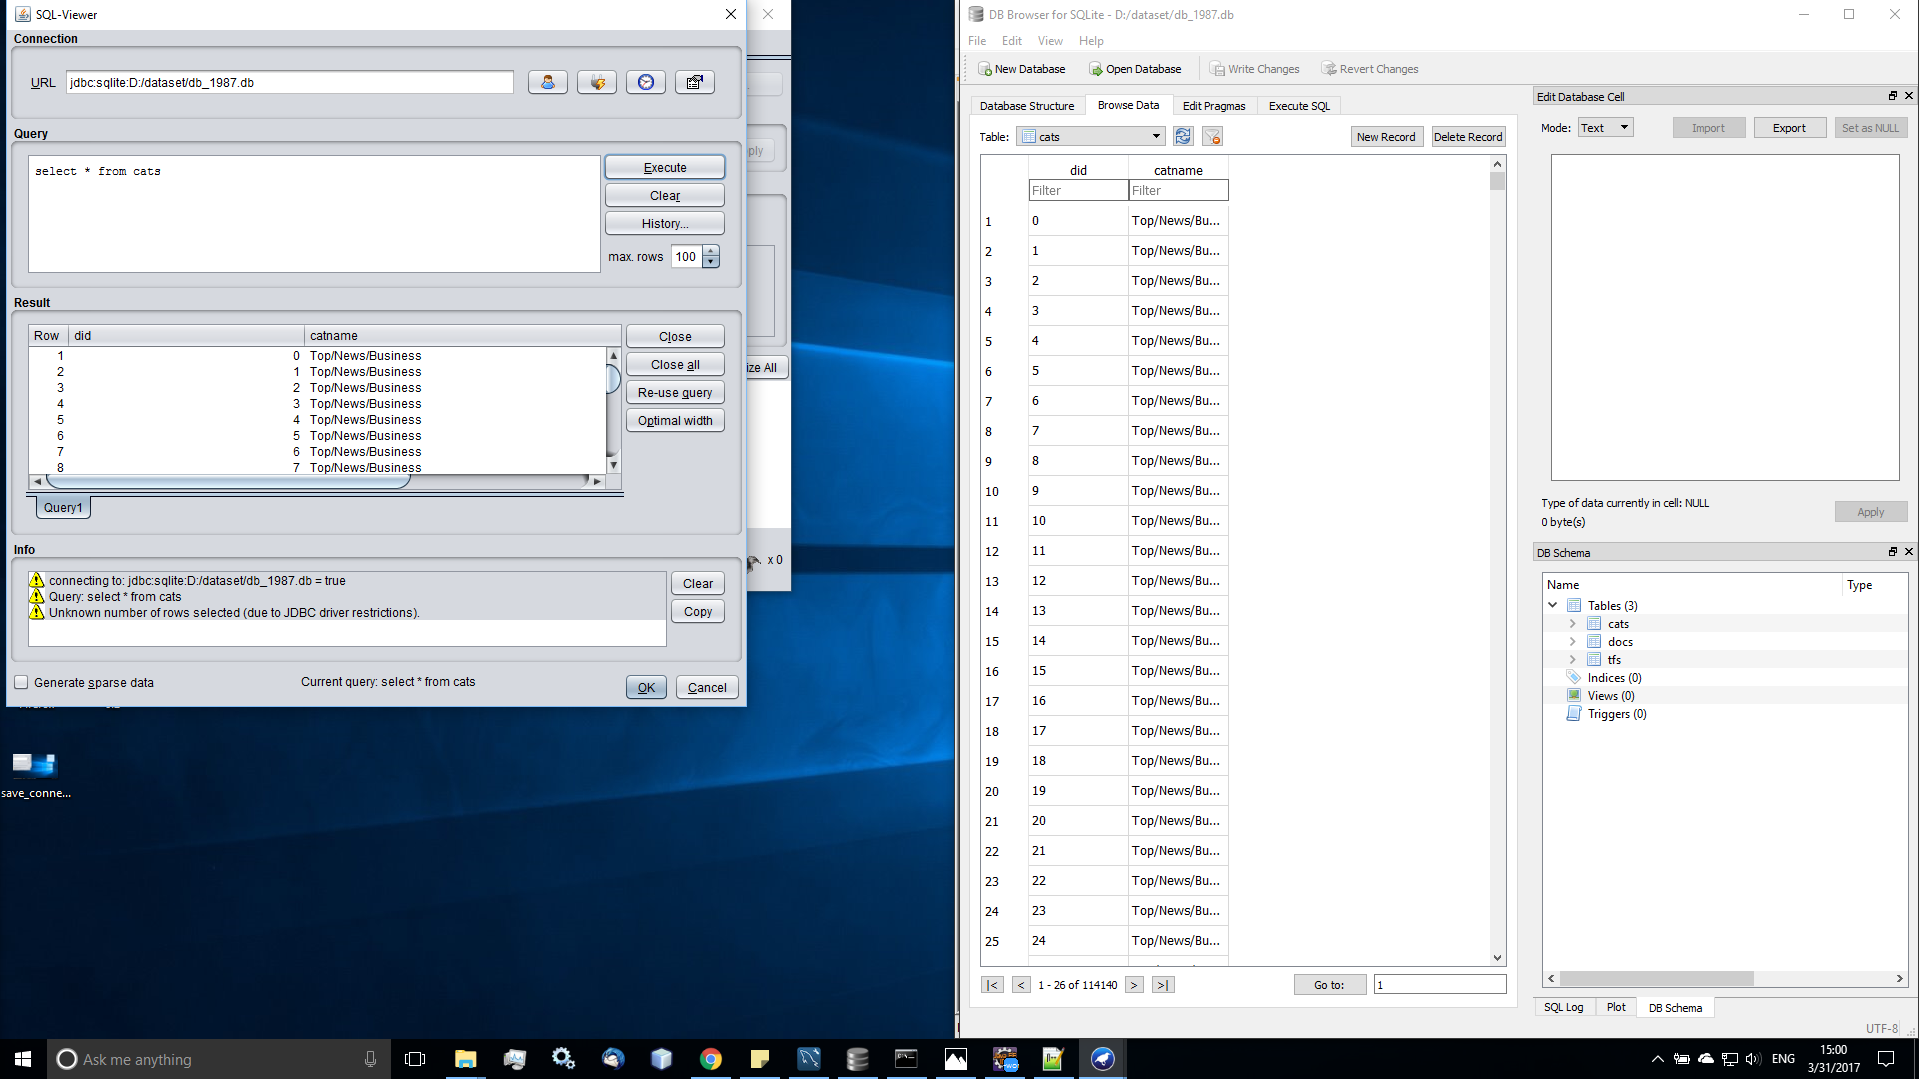 SQL-Viewer
Connection
URL jdbc:sqlite:D:/dataset/db_1987.db
Query
select * from cats
Execute
Clear
History...
max. rows 100
Result
Row did catname
1 0 Top/News/Business
2 1 Top/News/Business
3 2 Top/News/Business
4 3 Top/News/Business
5 4 Top/News/Business
6 5 Top/News/Business
7 6 Top/News/Business
8 7 Top/News/Business
Close
Close all
Re-use query
Optimal width
Query1
Info
connecting to: jdbc:sqlite:D:/dataset/db_1987.db = true
Query: select * from cats
Unknown number of rows selected (due to JDBC driver restrictions).
Clear
Copy
Generate sparse data
Current query: select * from cats
OK
Cancel
ply
ize All
x 0
save_conne...
DB Browser for SQLite - D:/dataset/db_1987.db
File Edit View Help
New Database Open Database Write Changes Revert Changes
Database Structure Browse Data Edit Pragmas Execute SQL
Table: cats New Record Delete Record
did catname
Filter Filter
1 0 Top/News/Bu...
2 1 Top/News/Bu...
3 2 Top/News/Bu...
4 3 Top/News/Bu...
5 4 Top/News/Bu...
6 5 Top/News/Bu...
7 6 Top/News/Bu...
8 7 Top/News/Bu...
9 8 Top/News/Bu...
10 9 Top/News/Bu...
11 10 Top/News/Bu...
12 11 Top/News/Bu...
13 12 Top/News/Bu...
14 13 Top/News/Bu...
15 14 Top/News/Bu...
16 15 Top/News/Bu...
17 16 Top/News/Bu...
18 17 Top/News/Bu...
19 18 Top/News/Bu...
20 19 Top/News/Bu...
21 20 Top/News/Bu...
22 21 Top/News/Bu...
23 22 Top/News/Bu...
24 23 Top/News/Bu...
25 24 Top/News/Bu...
|< < 1 - 26 of 114140 > >| Go to: 1
Edit Database Cell
Mode: Text Import Export Set as NULL
Type of data currently in cell: NULL
0 byte(s)
Apply
DB Schema
Name Type
Tables (3)
cats
docs
tfs
Indices (0)
Views (0)
Triggers (0)
SQL Log Plot DB Schema
UTF-8
Ask me anything
ENG
15:00
3/31/2017